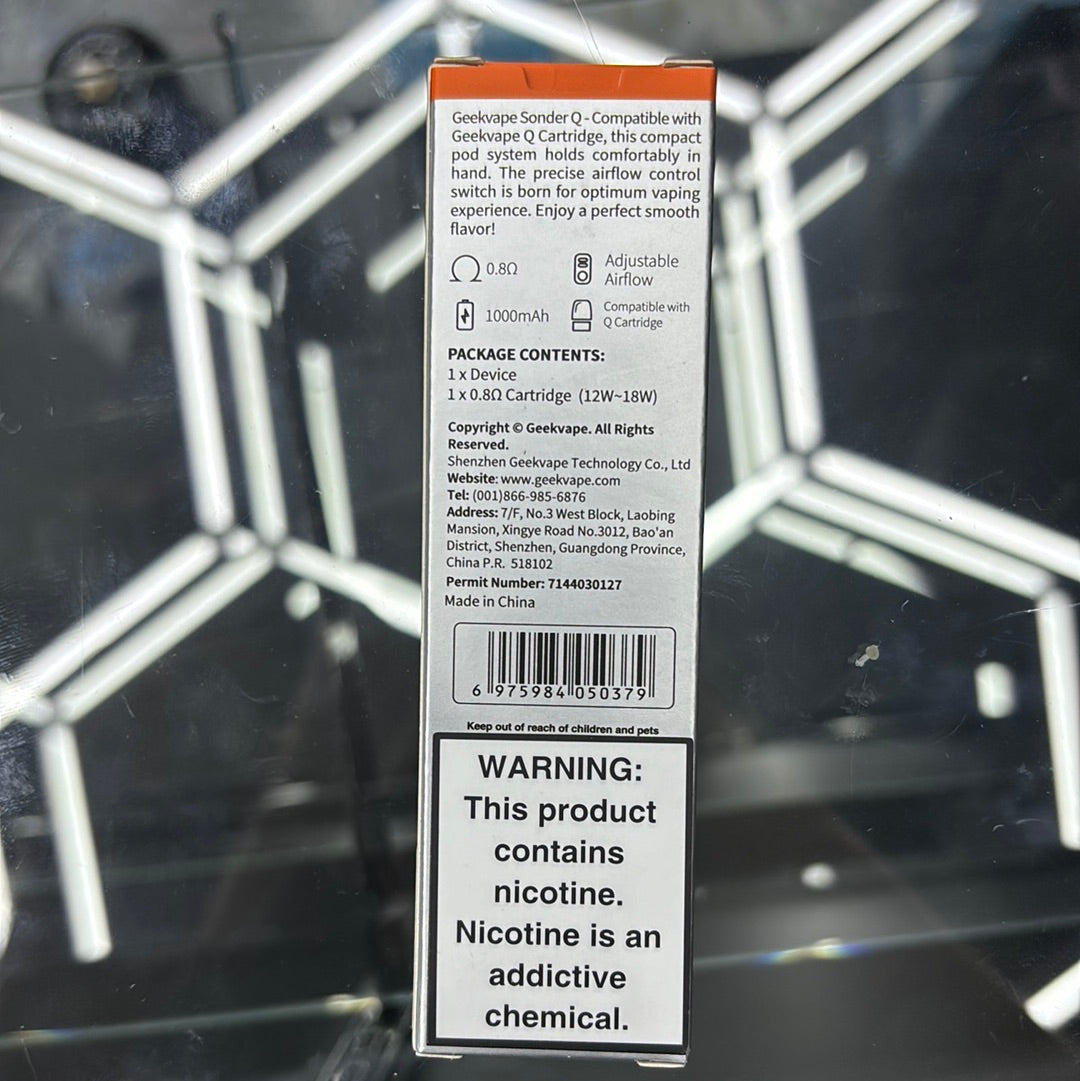 Geekvape Sonder Q - Compatible with
Geekvape Q Cartridge, this compact
pod system holds comfortably in
hand. The precise airflow control
switch is born for optimum vaping
experience. Enjoy a perfect smooth
flavor!
0.8Ω
Adjustable
Airflow
1000mAh
Compatible with
Q Cartridge
PACKAGE CONTENTS:
1 x Device
1 x 0.8Ω Cartridge (12W~18W)
Copyright © Geekvape. All Rights
Reserved.
Shenzhen Geekvape Technology Co., Ltd
Website: www.geekvape.com
Tel: (001)866-985-6876
Address: 7/F, No.3 West Block, Laobing
Mansion, Xingye Road No.3012, Bao'an
District, Shenzhen, Guangdong Province,
China P.R. 518102
Permit Number: 7144030127
Made in China
6 975984 050379
Keep out of reach of children and pets
WARNING:
This product
contains
nicotine.
Nicotine is an
addictive
chemical.